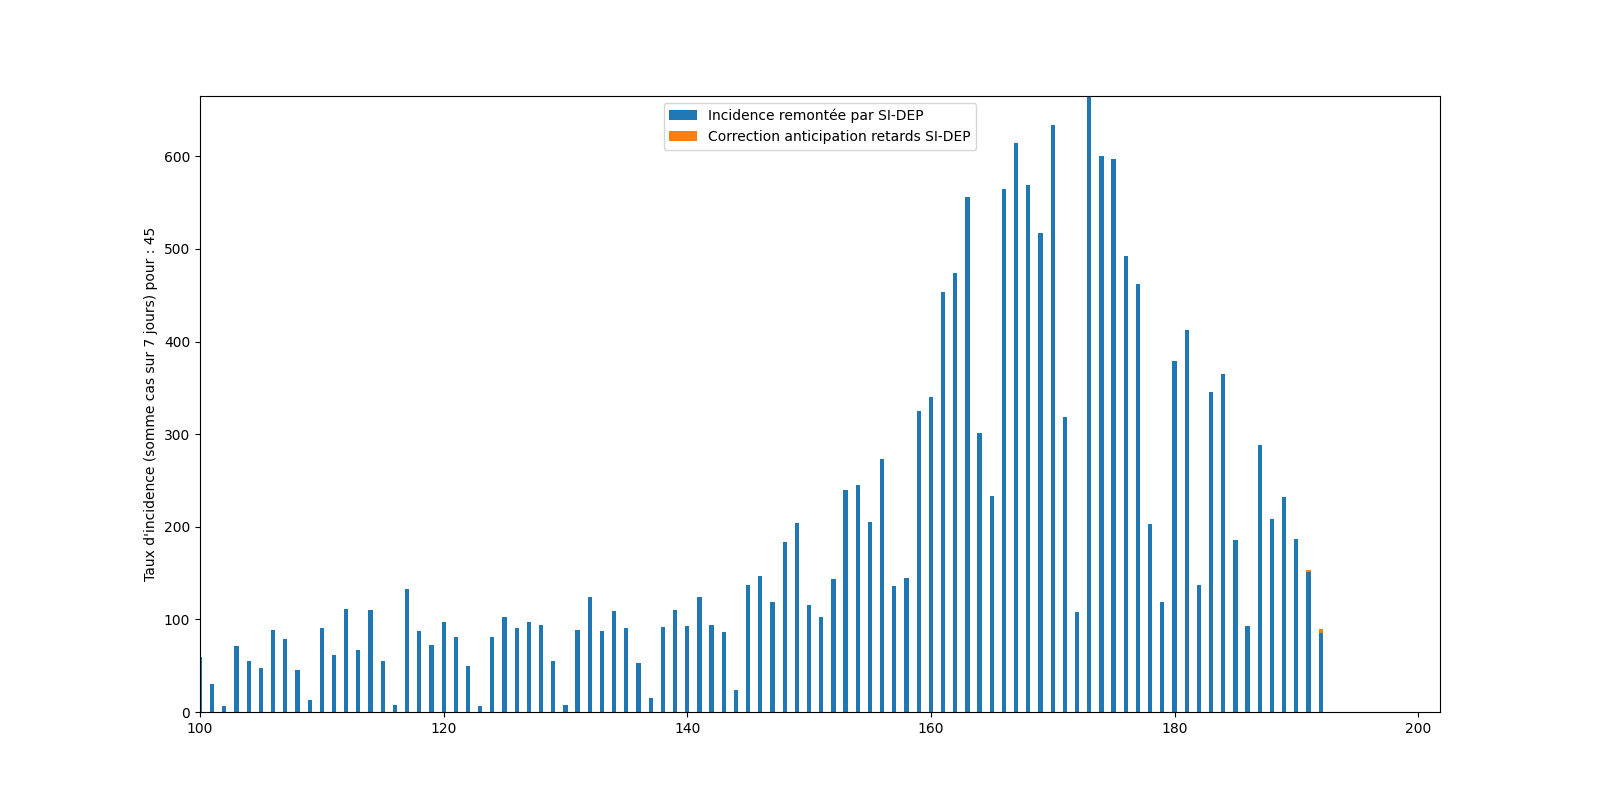 Incidence remontée par SI-DEP
Correction anticipation retards SI-DEP
Taux d'incidence (somme cas sur 7 jours) pour : 45
600
500
400
300
200
100
0
100 120 140 160 180 200